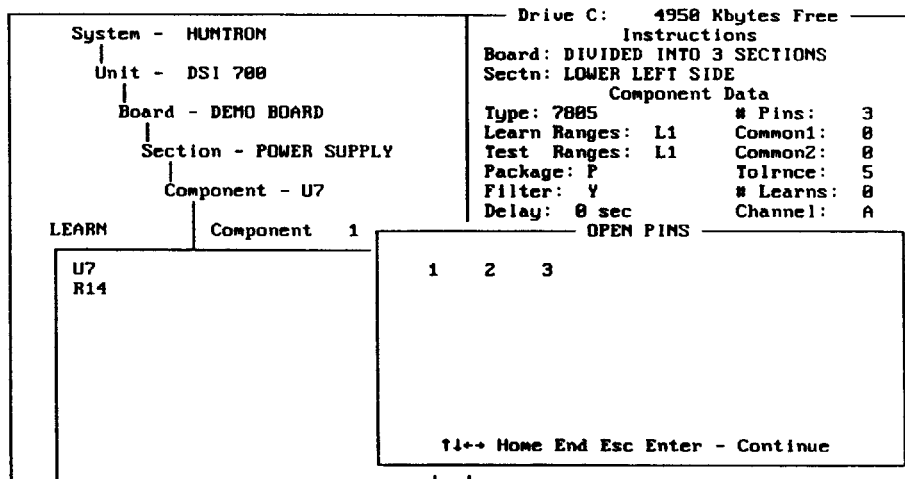 Drive C: 4950 Kbytes Free
System - HUNTRON
Instructions
Board: DIVIDED INTO 3 SECTIONS
Unit - DSI 700
Sectn: LOWER LEFT SIDE
Component Data
Board - DEMO BOARD
Type: 7805 # Pins: 3
Learn Ranges: L1 Common1: 0
Section - POWER SUPPLY
Test Ranges: L1 Common2: 0
Package: P Tolrnce: 5
Component - U7
Filter: Y # Learns: 0
Delay: 0 sec Channel: A
LEARN Component 1
OPEN PINS
U7
R14
1 2 3
↑↓←→ Home End Esc Enter - Continue